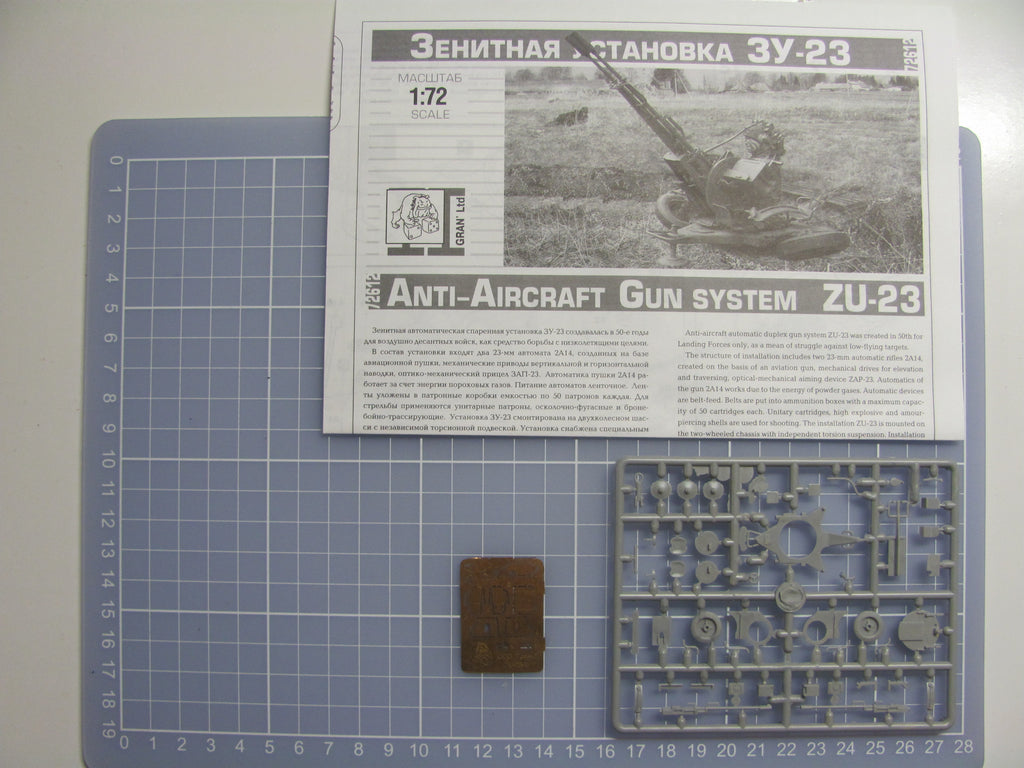 ЗЕНИТНАЯ УСТАНОВКА ЗУ-23
72612
МАСШТАБ
1:72
SCALE
GRAN' Ltd
72612
ANTI-AIRCRAFT GUN SYSTEM ZU-23
Зенитная автоматическая спаренная установка ЗУ-23 создавалась в 50-е годы
для воздушно десантных войск, как средство борьбы с низколетящими целями.
В состав установки входят два 23-мм автомата 2А14, созданных на базе
авиационной пушки, механические приводы вертикальной и горизонтальной
наводки, оптико-механический прицел ЗАП-23. Автоматика пушки 2А14 ра-
ботает за счет энергии пороховых газов. Питание автоматов ленточное. Лен-
ты уложены в патронные коробки емкостью по 50 патронов каждая. Для
стрельбы применяются унитарные патроны, осколочно-фугасные и броне-
бойно-трассирующие. Установка ЗУ-23 смонтирована на двухколесном шас-
си с независимой торсионной подвеской. Установка снабжена специальным
Anti-aircraft automatic duplex gun system ZU-23 was created in 50th for
Landing Forces only, as a mean of struggle against low-flying targets.
The structure of installation includes two 23-mm automatic rifles 2A14,
created on the basis of an aviation gun, mechanical drives for elevation
and traversing, optical-mechanical aiming device ZAP-23. Automatics of
the gun 2A14 works due to the energy of powder gases. Automatic devices
are belt-feed. Belts are put into ammunition boxes with a maximum capac-
ity of 50 cartridges each. Unitary cartridges, high explosive and amour-
piercing shells are used for shooting. The installation ZU-23 is mounted on
the two-wheeled chassis with independent torsion suspension. Installation
0
1
2
3
4
5
6
7
8
9
10
11
12
13
14
15
16
17
18
19
0 1 2 3 4 5 6 7 8 9 10 11 12 13 14 15 16 17 18 19 20 21 22 23 24 25 26 27 28